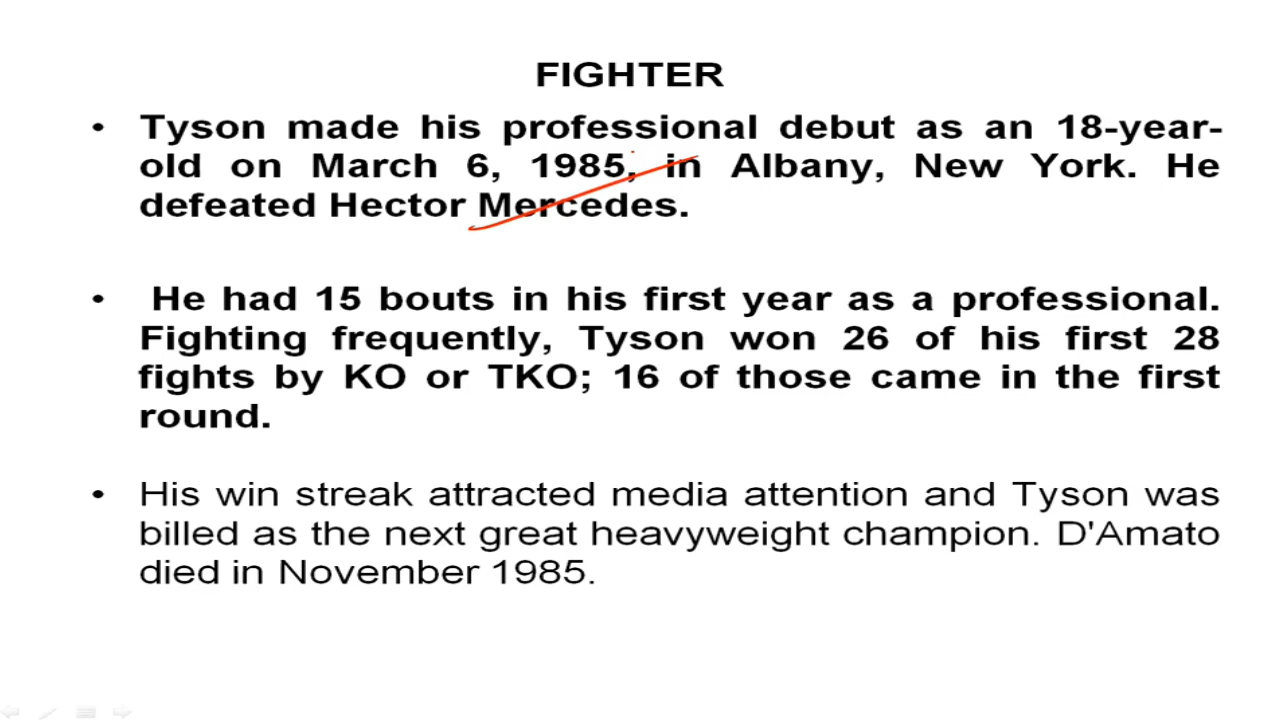 FIGHTER
• Tyson made his professional debut as an 18-year-
old on March 6, 1985, in Albany, New York. He
defeated Hector Mercedes.
• He had 15 bouts in his first year as a professional.
Fighting frequently, Tyson won 26 of his first 28
fights by KO or TKO; 16 of those came in the first
round.
• His win streak attracted media attention and Tyson was
billed as the next great heavyweight champion. D'Amato
died in November 1985.